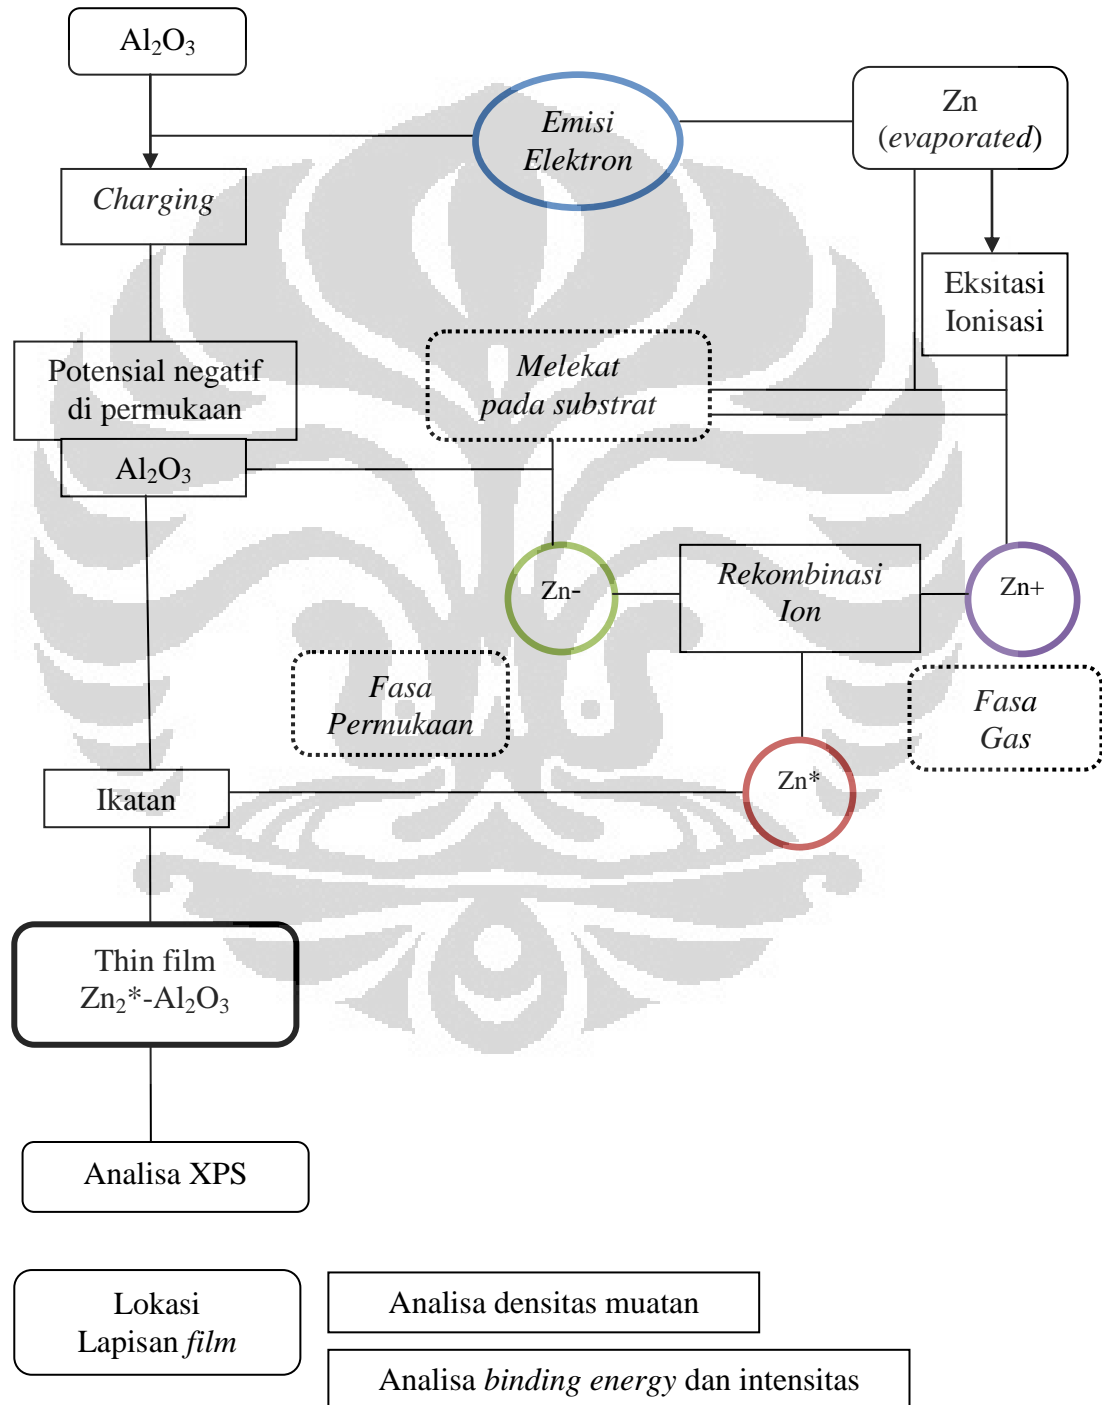 Al₂O₃
Emisi
Elektron
Zn
(evaporated)
Charging
Eksitasi
Ionisasi
Potensial negatif
di permukaan
Melekat
pada substrat
Al₂O₃
Zn-
Rekombinasi
Ion
Zn+
Fasa
Permukaan
Fasa
Gas
Zn*
Ikatan
Thin film
Zn₂*-Al₂O₃
Analisa XPS
Lokasi
Lapisan film
Analisa densitas muatan
Analisa binding energy dan intensitas